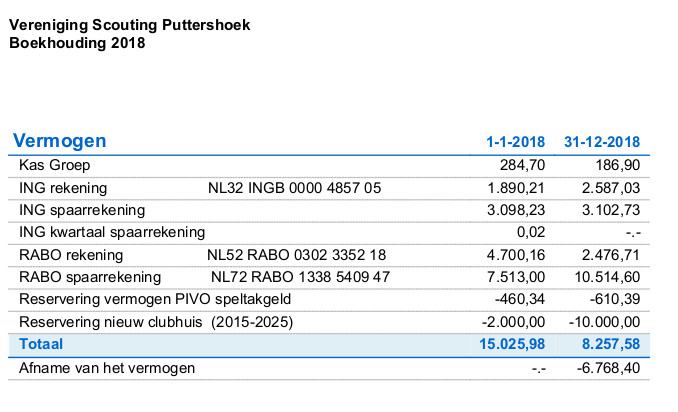 Vereniging Scouting Puttershoek
Boekhouding 2018
Vermogen 1-1-2018 31-12-2018
Kas Groep 284,70 186,90
ING rekening NL32 INGB 0000 4857 05 1.890,21 2.587,03
ING spaarrekening 3.098,23 3.102,73
ING kwartaal spaarrekening 0,02 -.-
RABO rekening NL52 RABO 0302 3352 18 4.700,16 2.476,71
RABO spaarrekening NL72 RABO 1338 5409 47 7.513,00 10.514,60
Reservering vermogen PIVO speltakgeld -460,34 -610,39
Reservering nieuw clubhuis (2015-2025) -2.000,00 -10.000,00
Totaal 15.025,98 8.257,58
Afname van het vermogen -.- -6.768,40